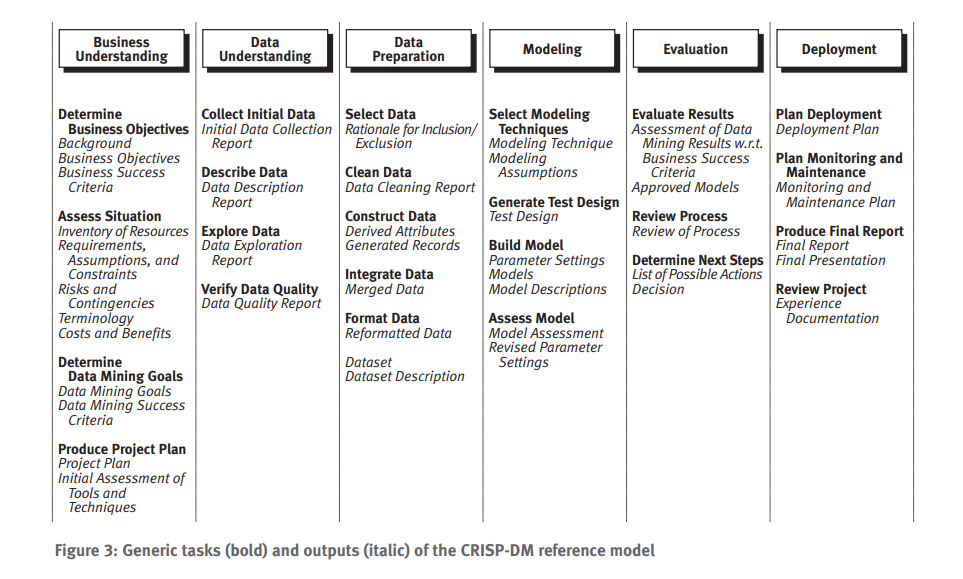 Business
Understanding
Data
Understanding
Data
Preparation
Modeling
Evaluation
Deployment
Determine
Business Objectives
Background
Business Objectives
Business Success
Criteria
Assess Situation
Inventory of Resources
Requirements,
Assumptions, and
Constraints
Risks and
Contingencies
Terminology
Costs and Benefits
Determine
Data Mining Goals
Data Mining Goals
Data Mining Success
Criteria
Produce Project Plan
Project Plan
Initial Assessment of
Tools and
Techniques
Collect Initial Data
Initial Data Collection
Report
Describe Data
Data Description
Report
Explore Data
Data Exploration
Report
Verify Data Quality
Data Quality Report
Select Data
Rationale for Inclusion/
Exclusion
Clean Data
Data Cleaning Report
Construct Data
Derived Attributes
Generated Records
Integrate Data
Merged Data
Format Data
Reformatted Data
Dataset
Dataset Description
Select Modeling
Techniques
Modeling Technique
Modeling
Assumptions
Generate Test Design
Test Design
Build Model
Parameter Settings
Models
Model Descriptions
Assess Model
Model Assessment
Revised Parameter
Settings
Evaluate Results
Assessment of Data
Mining Results w.r.t.
Business Success
Criteria
Approved Models
Review Process
Review of Process
Determine Next Steps
List of Possible Actions
Decision
Plan Deployment
Deployment Plan
Plan Monitoring and
Maintenance
Monitoring and
Maintenance Plan
Produce Final Report
Final Report
Final Presentation
Review Project
Experience
Documentation
Figure 3: Generic tasks (bold) and outputs (italic) of the CRISP-DM reference model